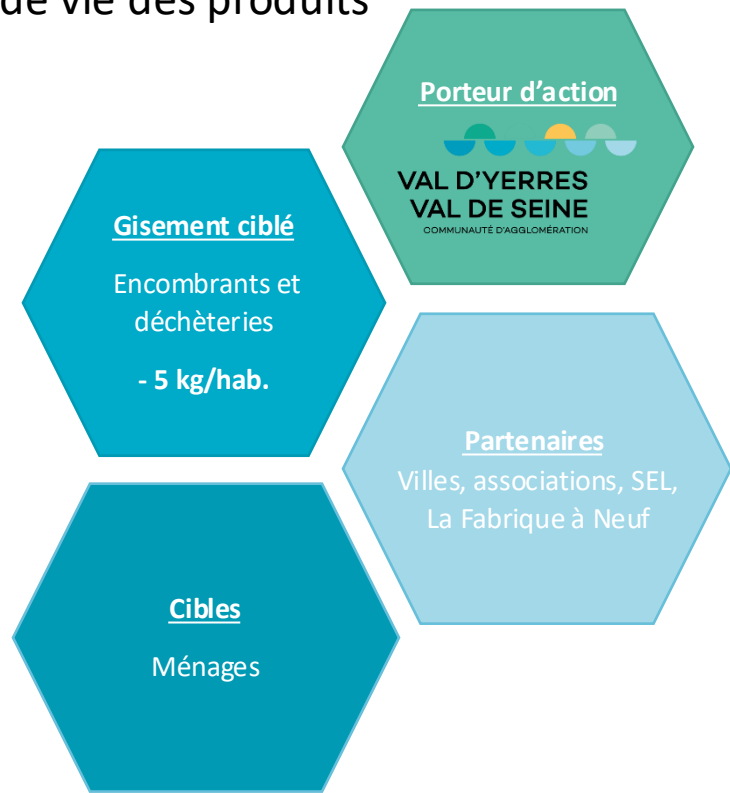 de vie des produits
Porteur d’action
VAL D’YERRES
VAL DE SEINE
COMMUNAUTÉ D’AGGLOMÉRATION
Gisement ciblé
Encombrants et
déchèteries
- 5 kg/hab.
Partenaires
Villes, associations, SEL,
La Fabrique à Neuf
Cibles
Ménages